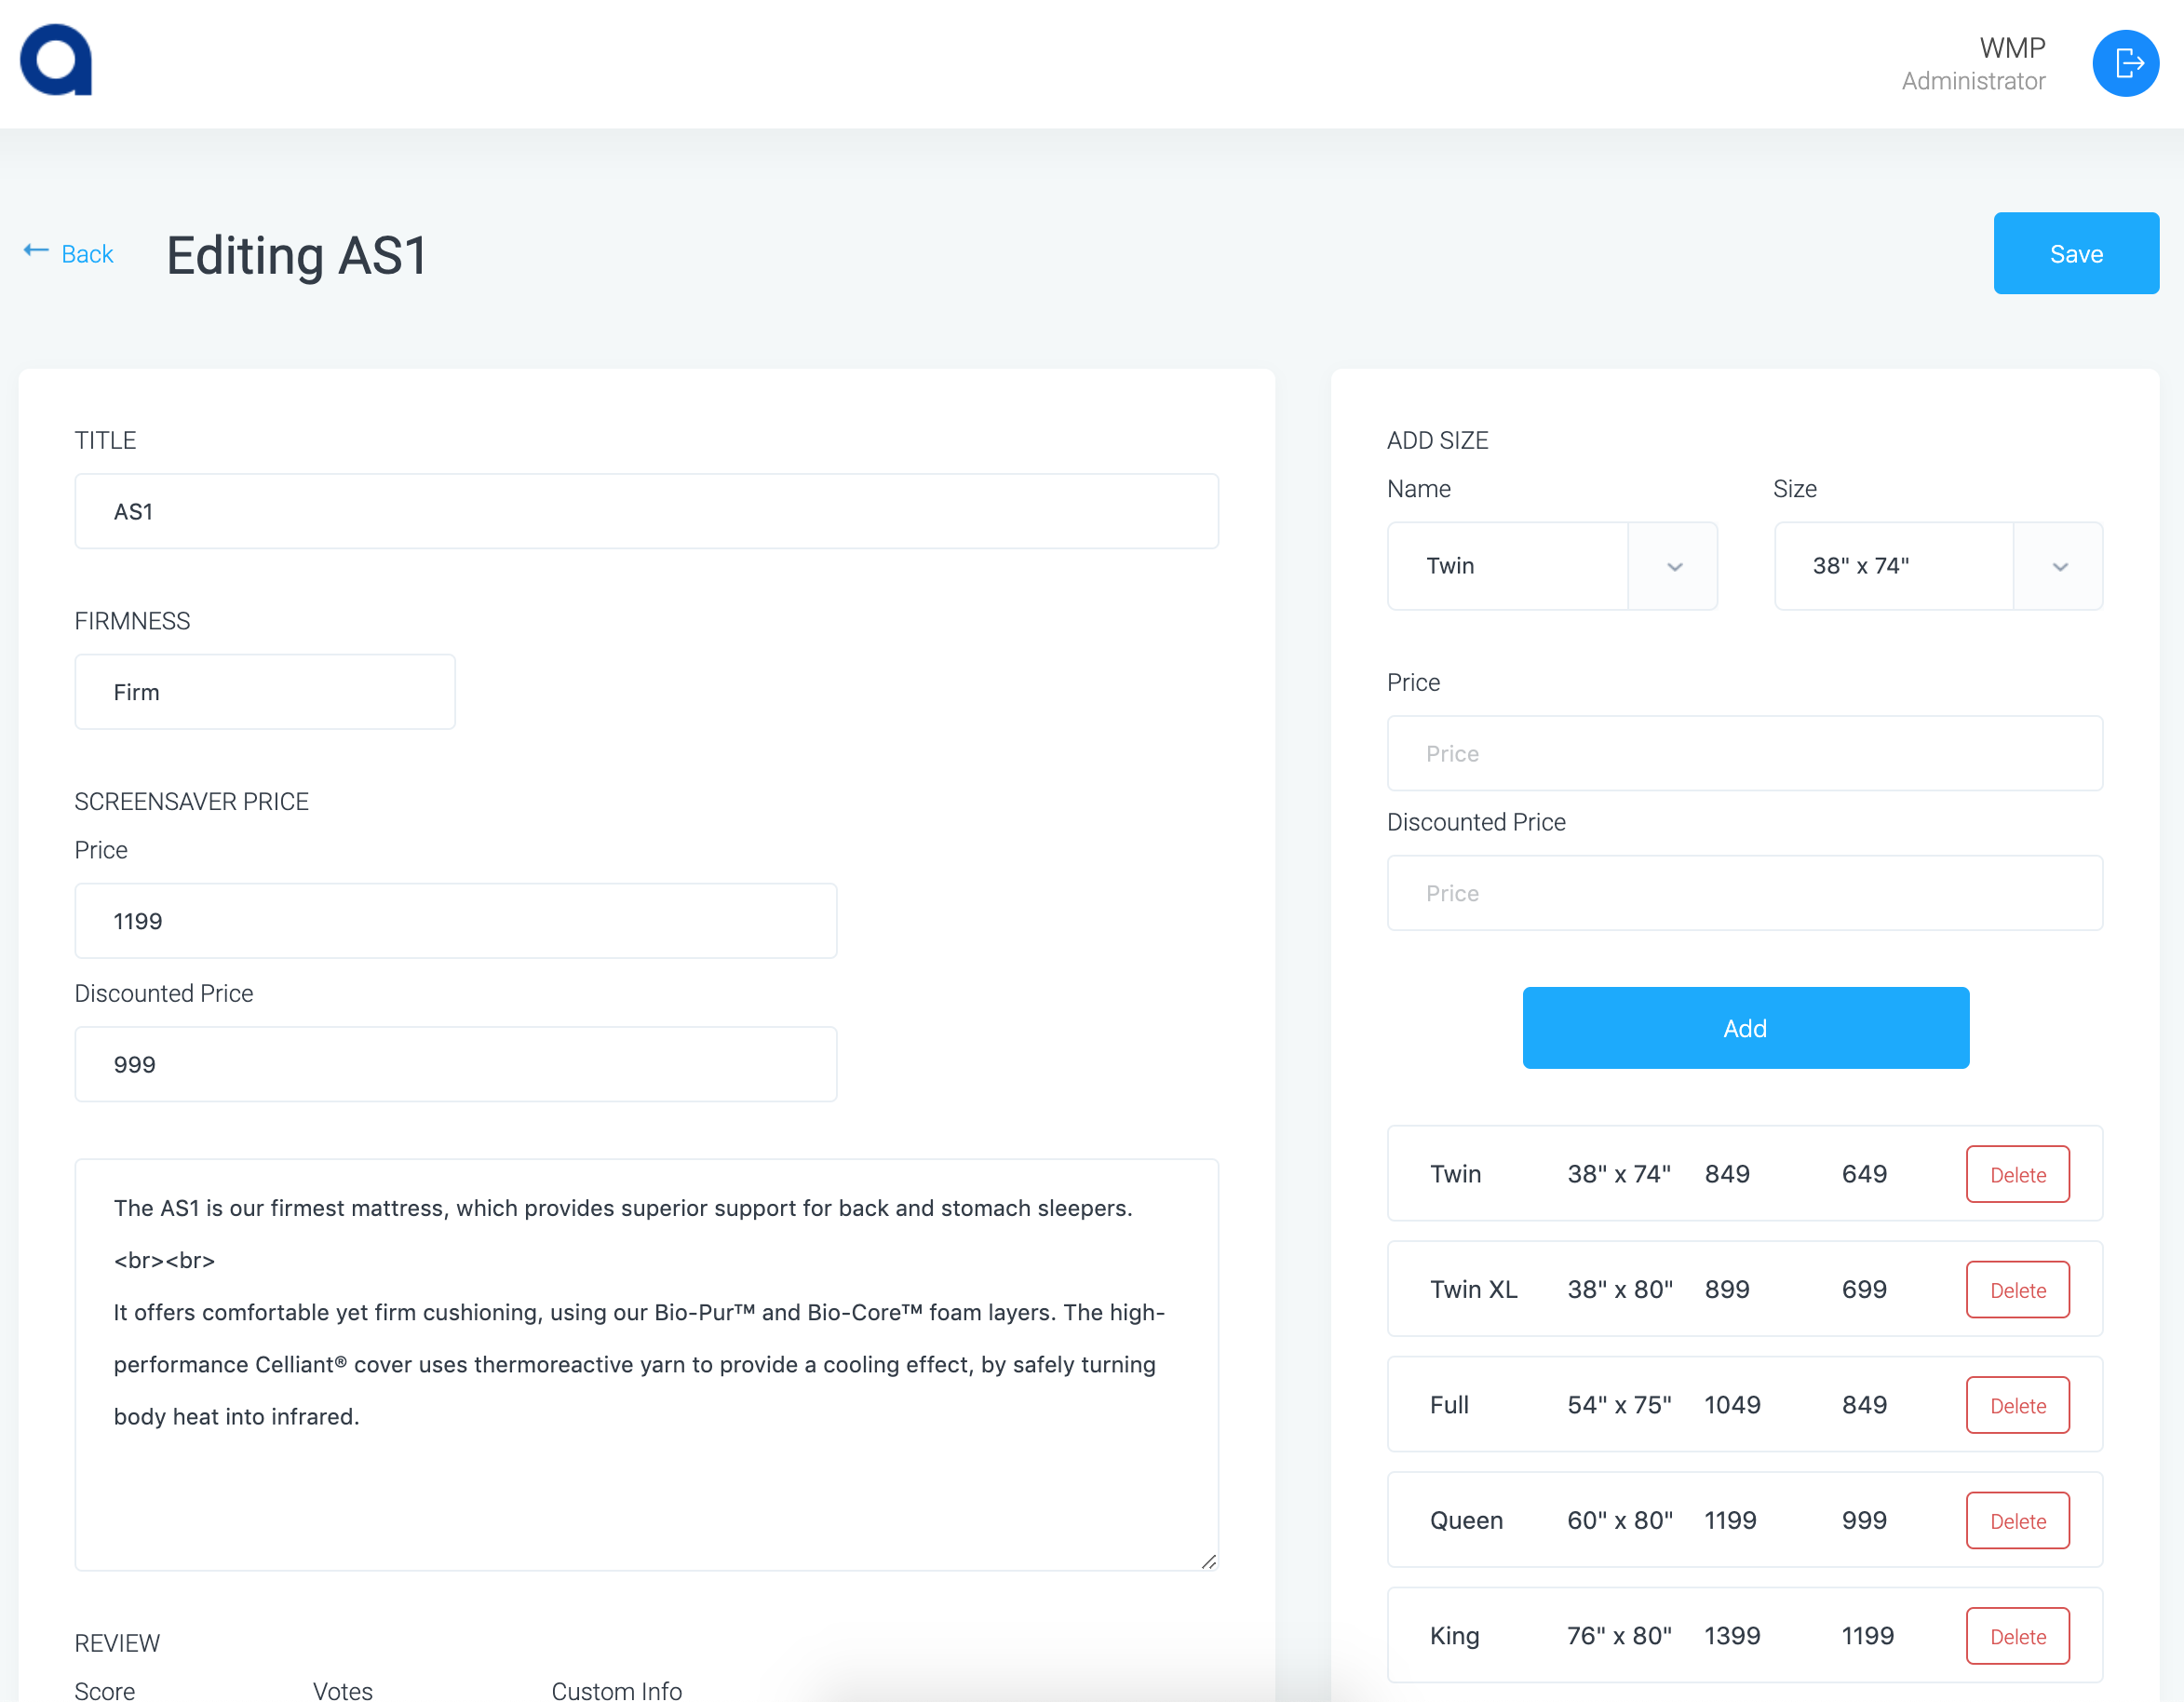 WMP
Administrator
Back
Editing AS1
Save
TITLE
AS1
FIRMNESS
Firm
SCREENSAVER PRICE
Price
1199
Discounted Price
999
The AS1 is our firmest mattress, which provides superior support for back and stomach sleepers.
<br><br>
It offers comfortable yet firm cushioning, using our Bio-Pur™ and Bio-Core™ foam layers. The high-
performance Celliant® cover uses thermoreactive yarn to provide a cooling effect, by safely turning
body heat into infrared.
REVIEW
Score Votes Custom Info
ADD SIZE
Name Size
Twin 38" x 74"
Price
Price
Discounted Price
Price
Add
Twin 38" x 74" 849 649 Delete
Twin XL 38" x 80" 899 699 Delete
Full 54" x 75" 1049 849 Delete
Queen 60" x 80" 1199 999 Delete
King 76" x 80" 1399 1199 Delete